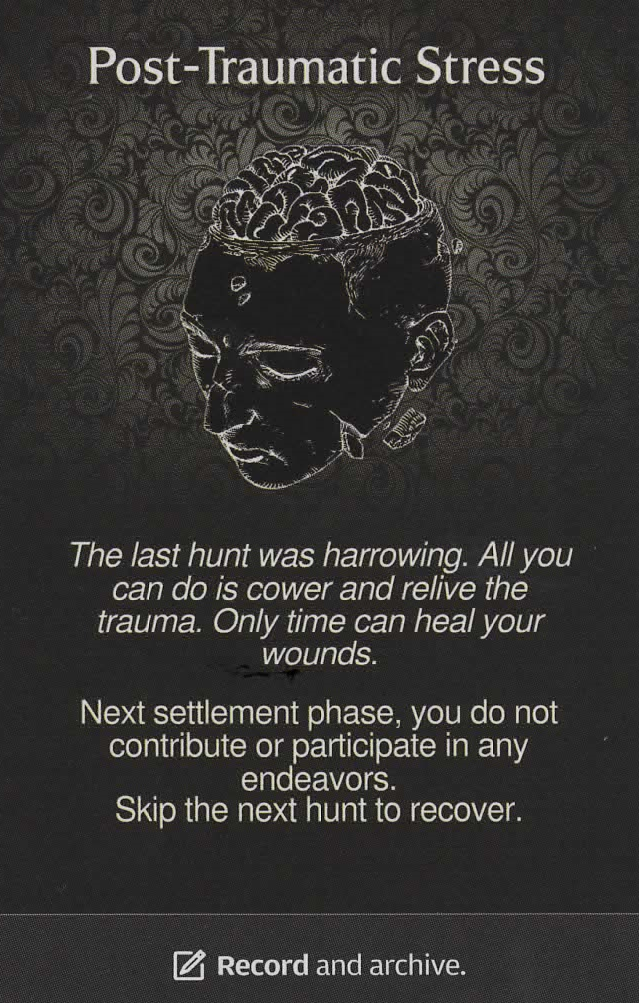 Post-Traumatic Stress
The last hunt was harrowing. All you
can do is cower and relive the
trauma. Only time can heal your
wounds.
Next settlement phase, you do not
contribute or participate in any
endeavors.
Skip the next hunt to recover.
Record and archive.